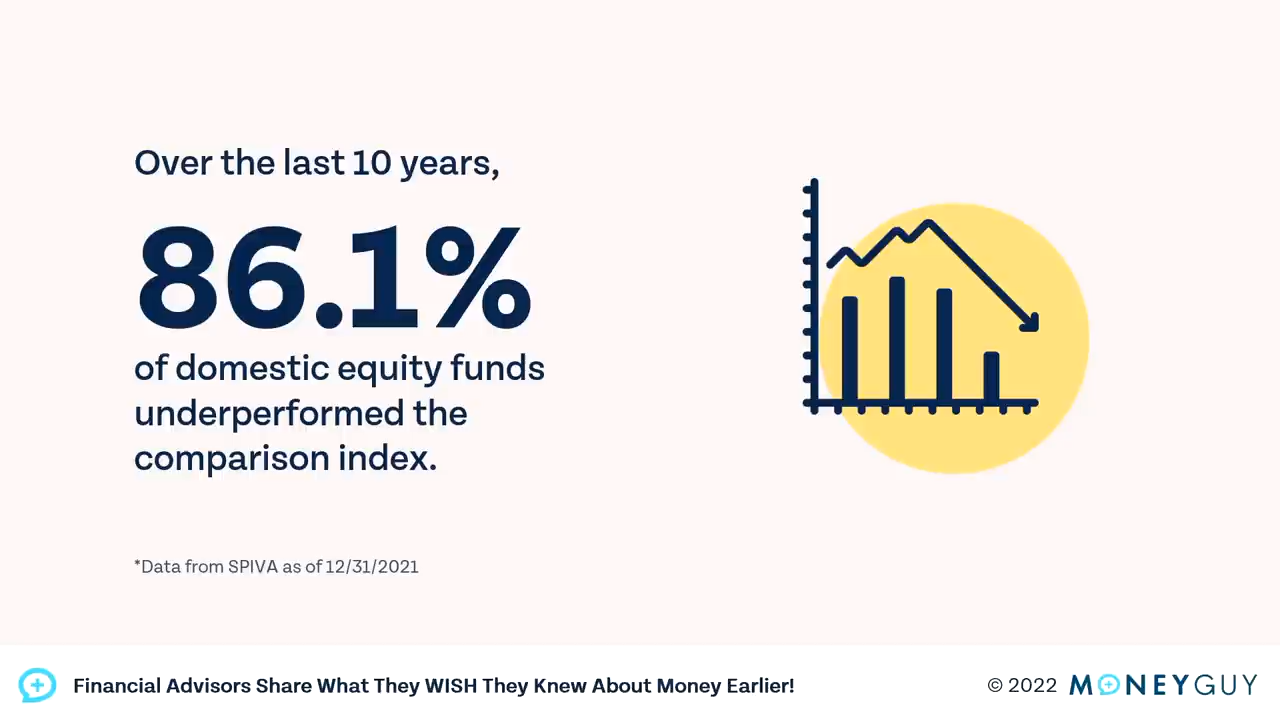 Over the last 10 years,
86.1%
of domestic equity funds
underperformed the
comparison index.
*Data from SPIVA as of 12/31/2021
Financial Advisors Share What They WISH They Knew About Money Earlier!
© 2022 MONEYGUY